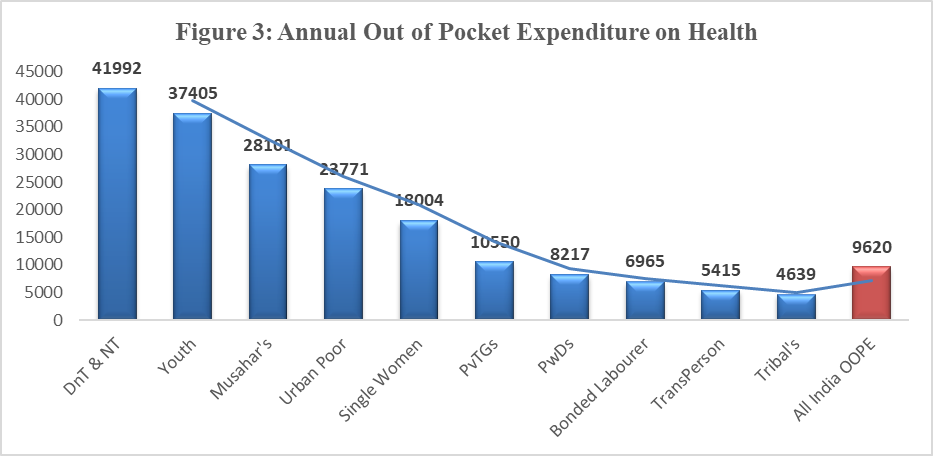 Figure 3: Annual Out of Pocket Expenditure on Health
45000
40000
35000
30000
25000
20000
15000
10000
5000
0
41992
37405
28101
23771
18004
10550
8217
6965
5415
4639
9620
DnT & NT
Youth
Musahar's
Urban Poor
Single Women
PvTGs
PwDs
Bonded Labourer
TransPerson
Tribal's
All India OOPE